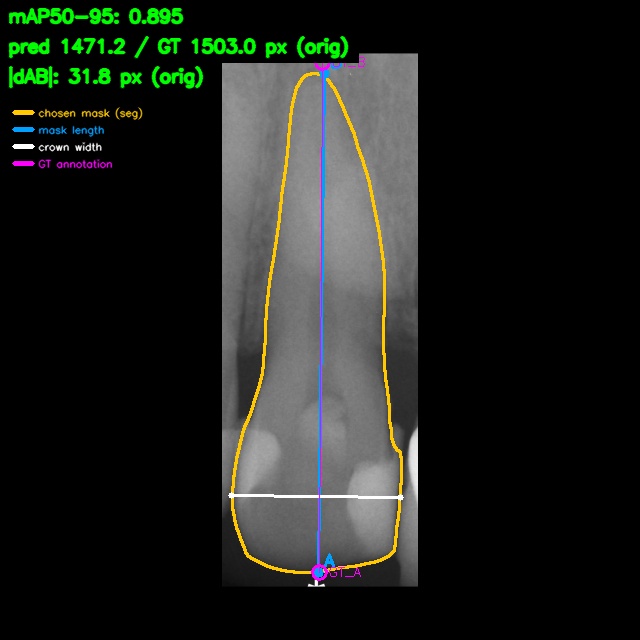 mAP50-95: 0.895
pred 1471.2 / GT 1503.0 px (orig)
|dAB|: 31.8 px (orig)
chosen mask (seg)
mask length
crown width
GT annotation
A
GT_A